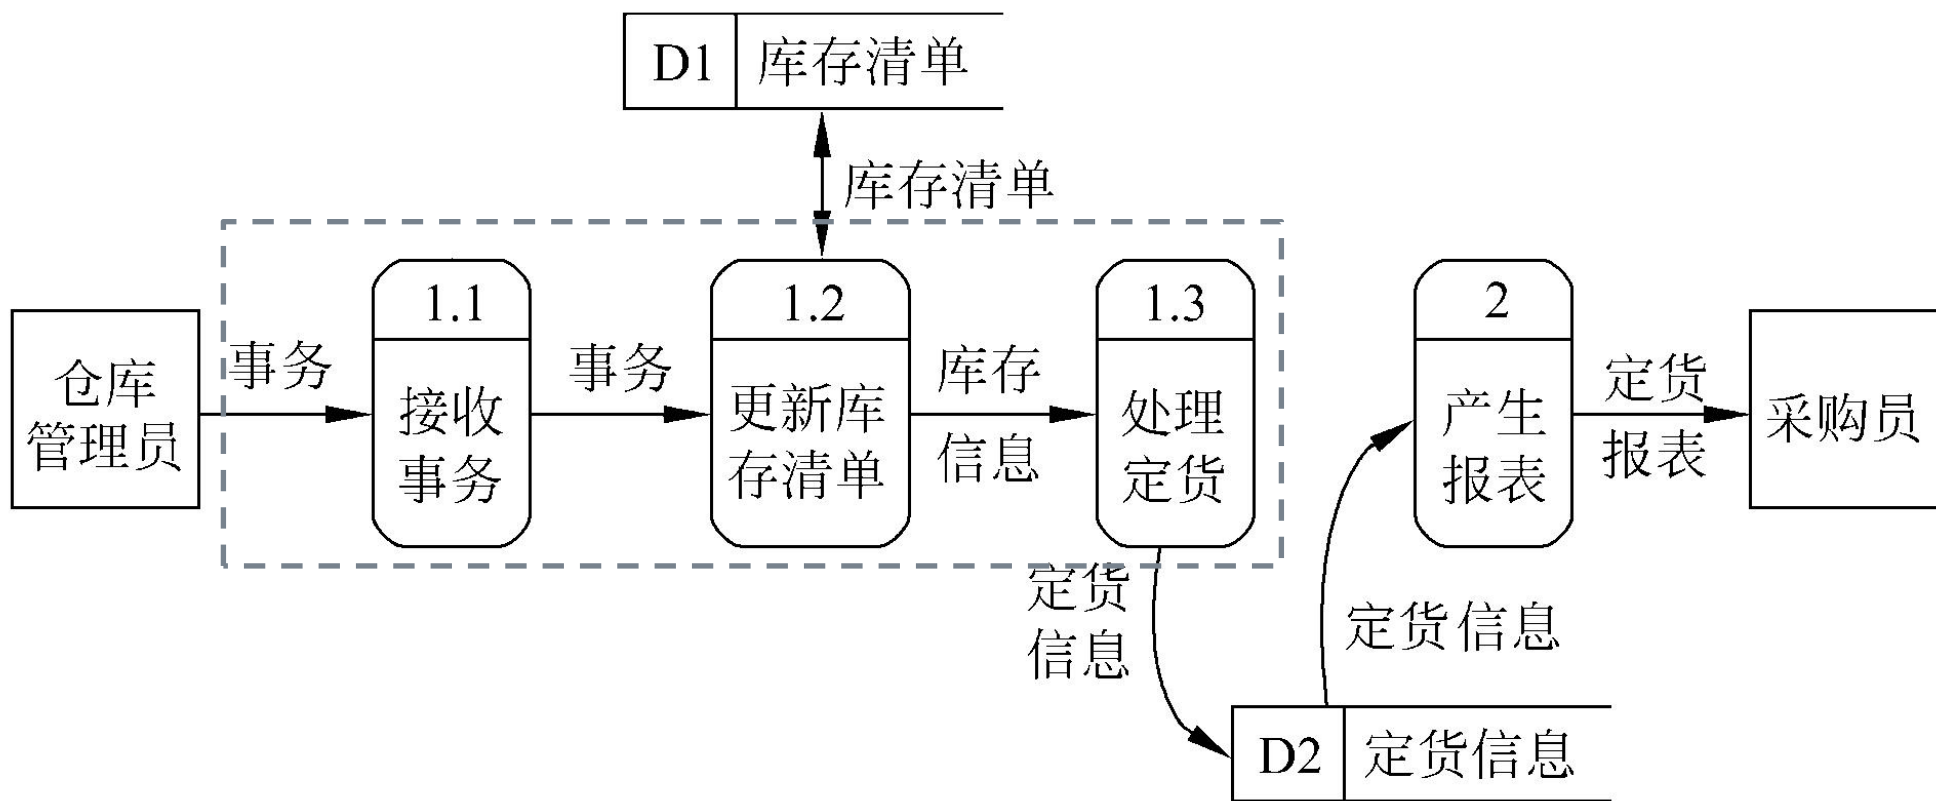 D1 库存清单
库存清单
1.1
1.2
1.3
2
仓库
管理员
事务
接收
事务
事务
更新库
存清单
库存
信息
处理
定货
产生
报表
定货
报表
采购员
定货
信息
定货信息
D2 定货信息